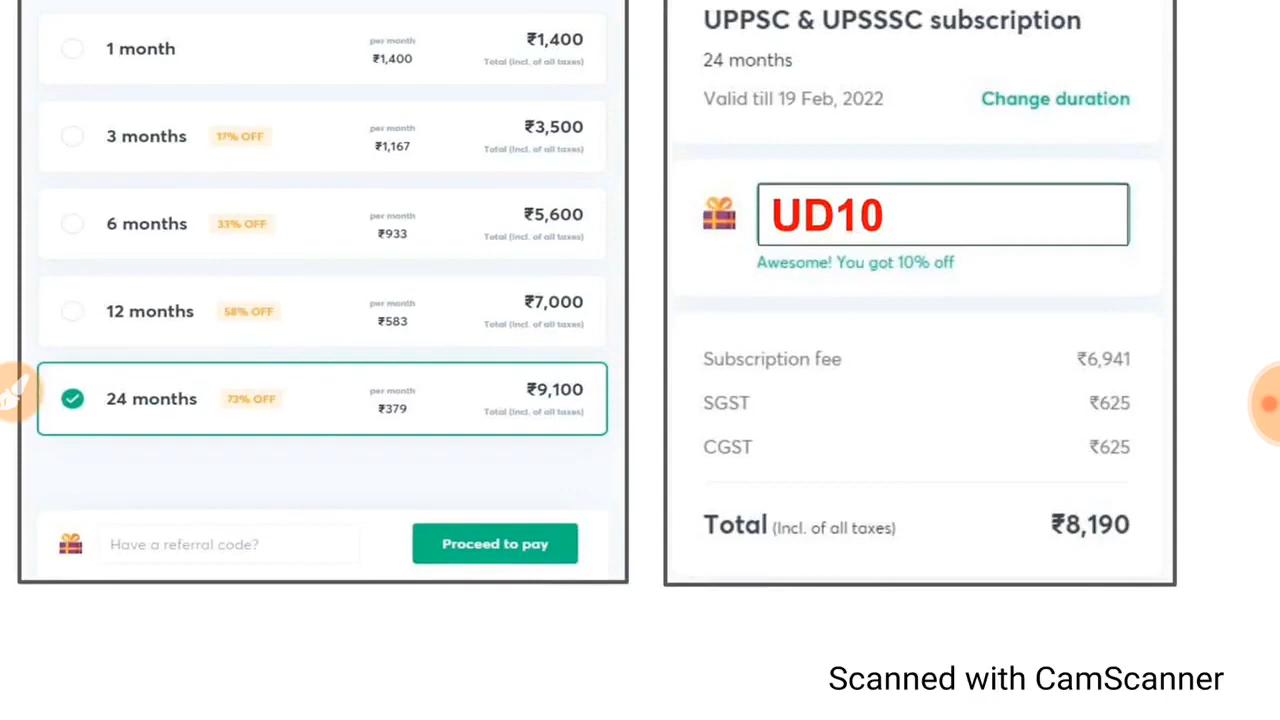 1 month
per month
₹1,400
₹1,400
Total (Incl. of all taxes)
3 months
17% OFF
per month
₹1,167
₹3,500
Total (Incl. of all taxes)
6 months
33% OFF
per month
₹933
₹5,600
Total (Incl. of all taxes)
12 months
58% OFF
per month
₹583
₹7,000
Total (Incl. of all taxes)
24 months
73% OFF
per month
₹379
₹9,100
Total (Incl. of all taxes)
Have a referral code?
Proceed to pay
UPPSC & UPSSSC subscription
24 months
Valid till 19 Feb, 2022
Change duration
UD10
Awesome! You got 10% off
Subscription fee ₹6,941
SGST ₹625
CGST ₹625
Total (Incl. of all taxes) ₹8,190
Scanned with CamScanner